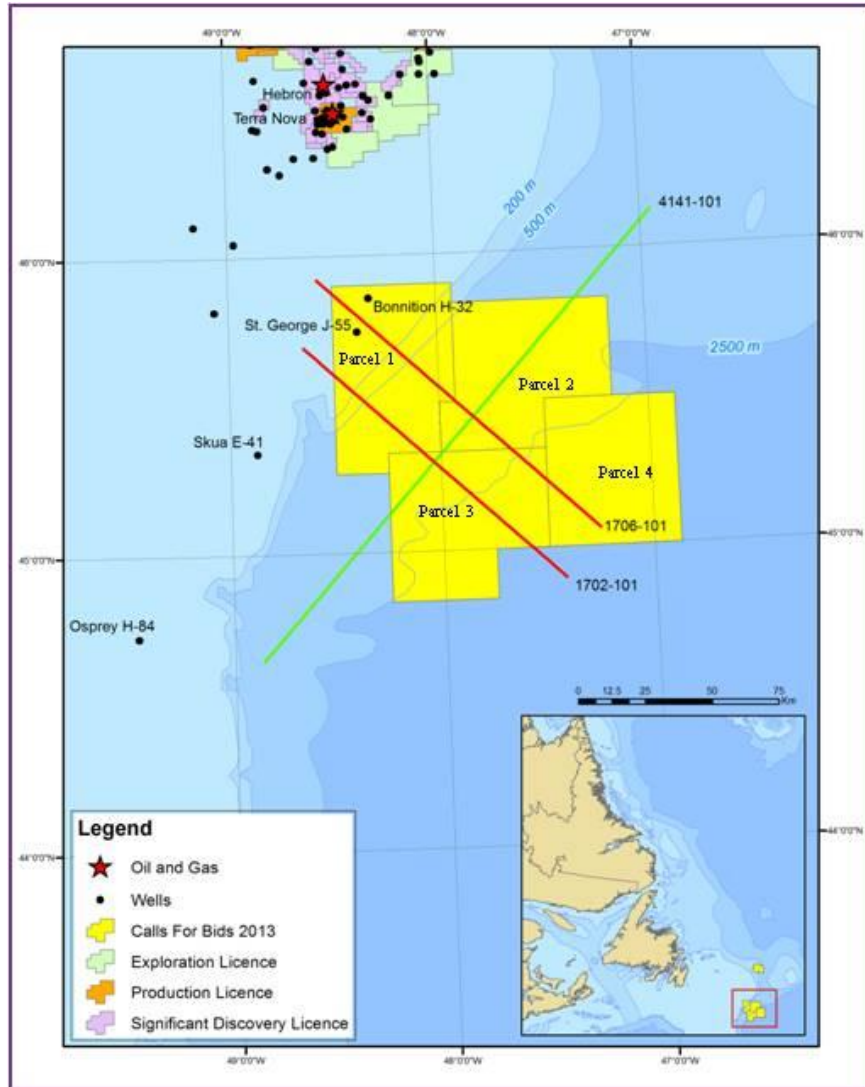 49°0'0"W
48°0'0"W
47°0'0"W
Hebron
Terra Nova
200 m
500 m
4141-101
46°0'0"N
46°0'0"N
Bonnition H-32
St. George J-55
Parcel 1
2500 m
Parcel 2
Skua E-41
Parcel 4
Parcel 3
1706-101
45°0'0"N
45°0'0"N
1702-101
Osprey H-84
0 12.5 25 50 75
Km
44°0'0"N
44°0'0"N
Legend
Oil and Gas
Wells
Calls For Bids 2013
Exploration Licence
Production Licence
Significant Discovery Licence
49°0'0"W
48°0'0"W
47°0'0"W